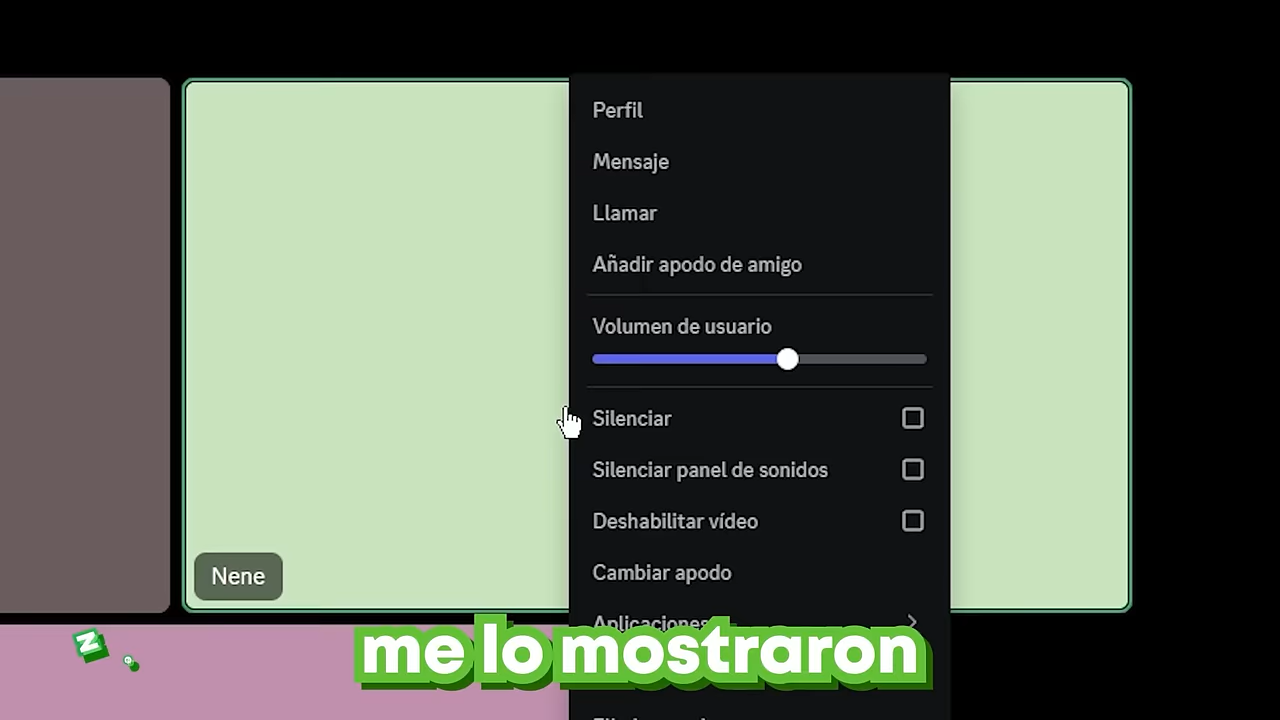 Perfil
Mensaje
Llamar
Añadir apodo de amigo
Volumen de usuario
Silenciar
Silenciar panel de sonidos
Deshabilitar vídeo
Cambiar apodo
Aplicaciones
Nene
Z
me lo mostraron